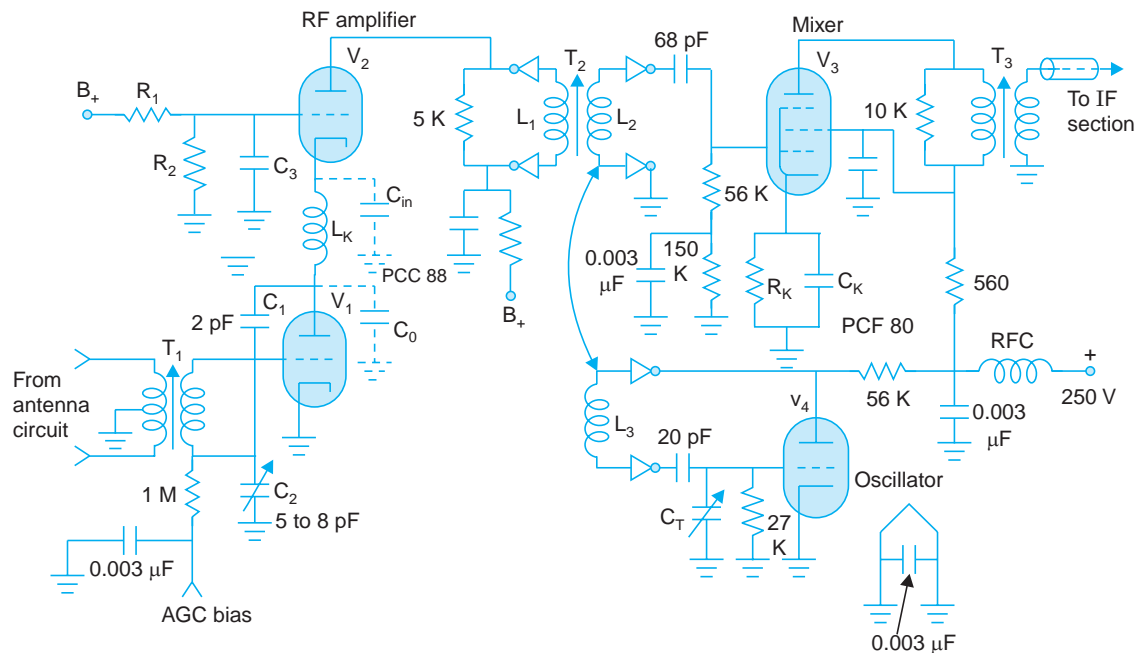 RF amplifier
Mixer
V2
T2
68 pF
V3
T3
B+
R1
To IF
section
5 K
L1
L2
10 K
R2
C3
Cin
56 K
LK
PCC 88
0.003
μF
150
K
RK
CK
560
C1
V1
B+
2 pF
C0
PCF 80
RFC
T1
+
From
antenna
circuit
56 K
250 V
v4
0.003
μF
L3
20 pF
1 M
C2
Oscillator
5 to 8 pF
CT
27
K
0.003 μF
AGC bias
0.003 μF